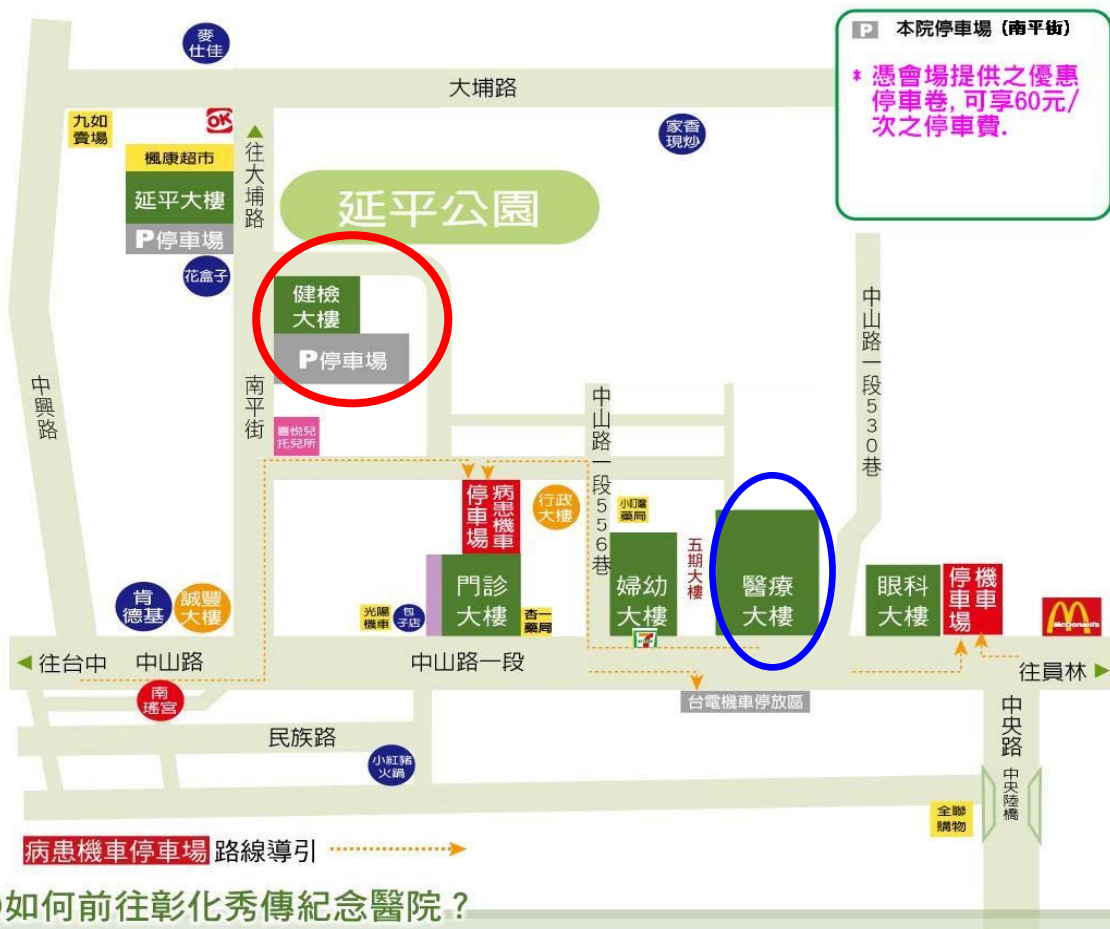 P 本院停車場 (南平街)
* 憑會場提供之優惠
停車卷, 可享60元/
次之停車費.
麥
仕佳
大埔路
九如
賣場
OK
家香
現炒
楓康超市
延平大樓
P停車場
往大埔路
延平公園
花盒子
健檢
大樓
P停車場
中山路一段530巷
中興路
南平街
喜悅兒
托兒所
中山路一段556巷
病患機車
停車場
行政
大樓
小叮噹
藥局
五期大樓
門診
大樓
婦幼
大樓
醫療
大樓
眼科
大樓
機車
停車場
肯
德基
誠豐
大樓
光陽
機車
包
子店
杏一
藥局
7-ELEVEN
McDonald's
往台中
中山路
中山路一段
往員林
南
瑤宮
台電機車停放區
中央路
民族路
小紅豬
火鍋
中央陸橋
全聯
購物
病患機車停車場 路線導引
如何前往彰化秀傳紀念醫院?